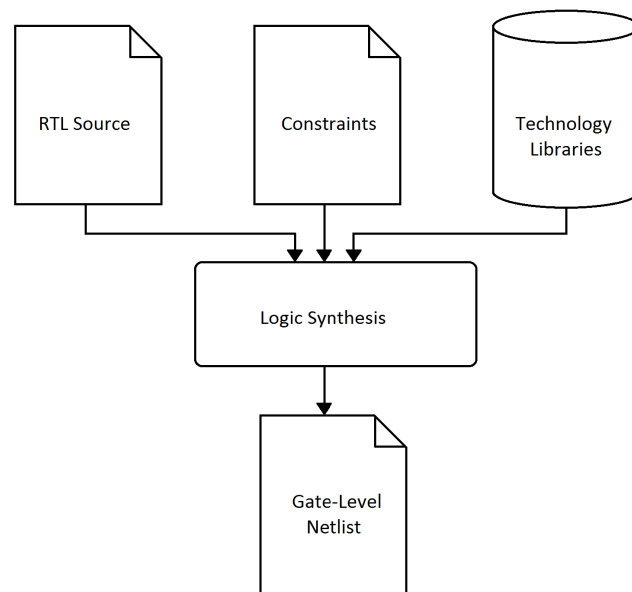 RTL Source
Constraints
Technology
Libraries
Logic Synthesis
Gate-Level
Netlist